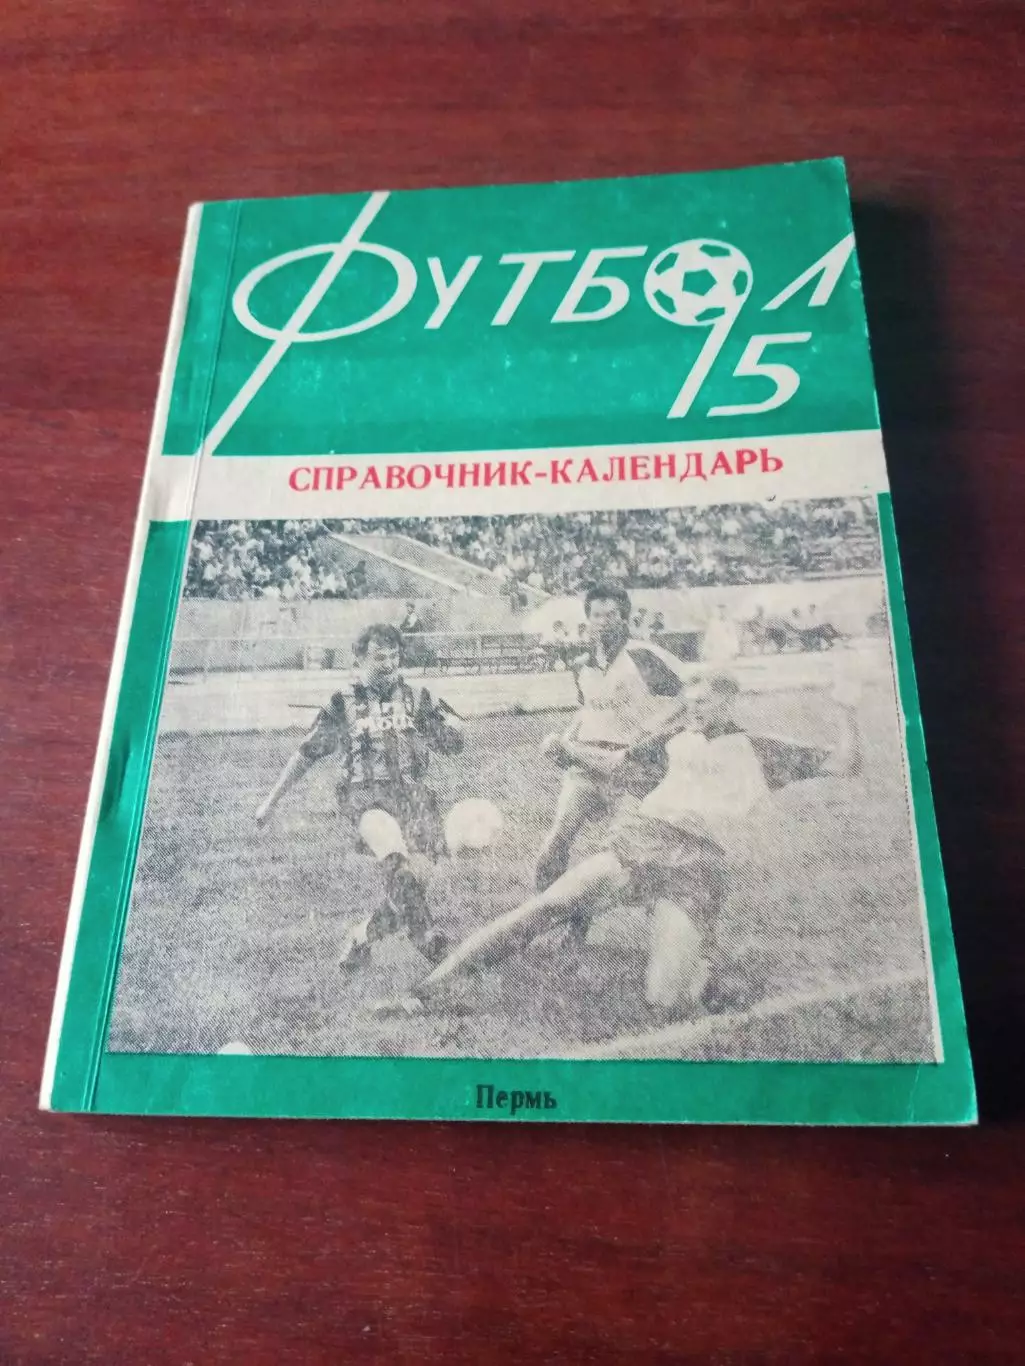 ФУТБОЛ
95
СПРАВОЧНИК-КАЛЕНДАРЬ
Пермь